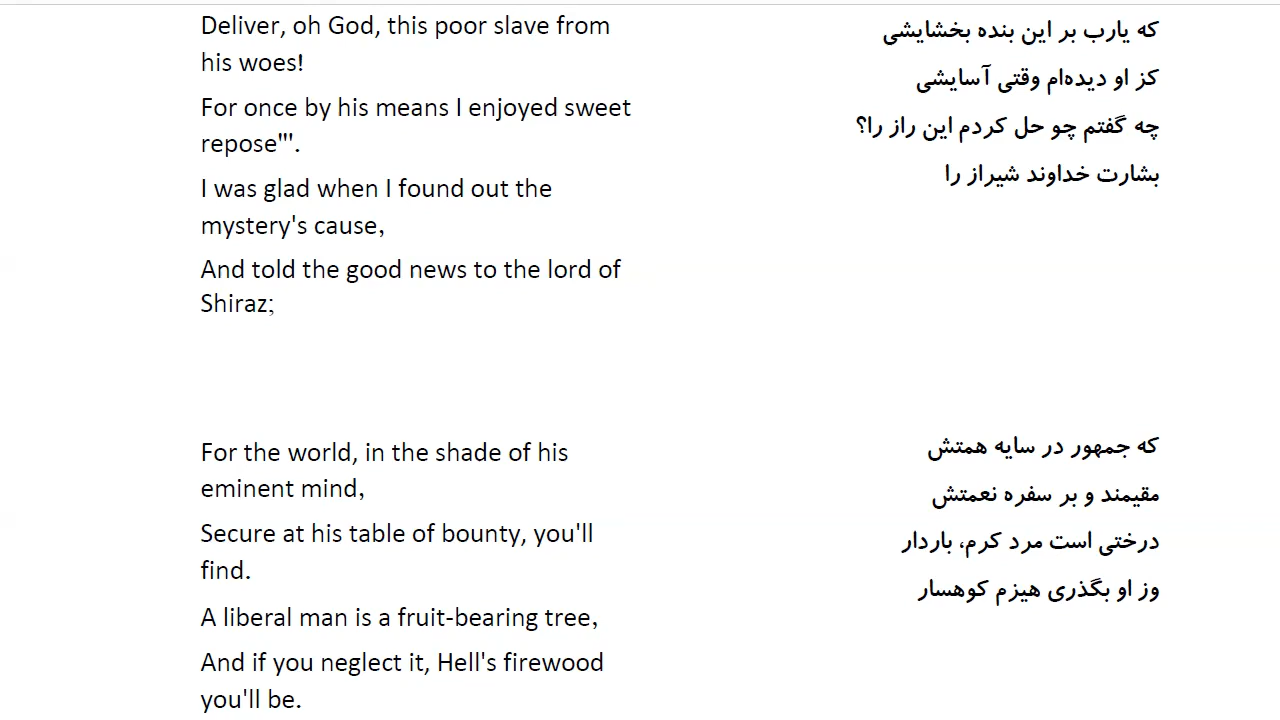 Deliver, oh God, this poor slave from
his woes!
For once by his means I enjoyed sweet
repose"'.
I was glad when I found out the
mystery's cause,
And told the good news to the lord of
Shiraz;
که یارب بر این بنده بخشایشی
کز او دیده‌ام وقتی آسایشی
چه گفتم چو حل کردم این راز را؟
بشارت خداوند شیراز را
For the world, in the shade of his
eminent mind,
Secure at his table of bounty, you'll
find.
A liberal man is a fruit-bearing tree,
And if you neglect it, Hell's firewood
you'll be.
که جمهور در سایه همتش
مقیمند و بر سفره نعمتش
درختی است مرد کرم، باردار
وز او بگذری هیزم کوهسار